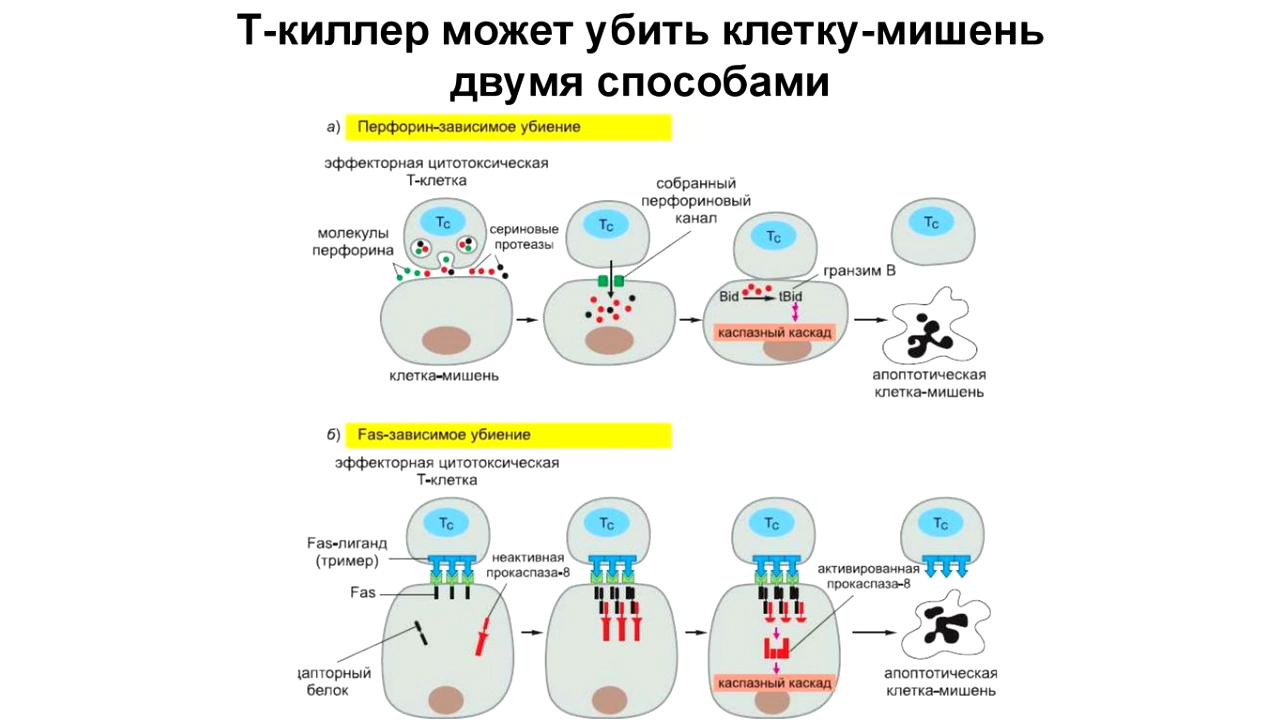 Т-киллер может убить клетку-мишень
двумя способами
а) Перфорин-зависимое убиение
эффекторная цитотоксическая
Т-клетка
молекулы
перфорина
Tc
сериновые
протеазы
клетка-мишень
Tc
собранный
перфориновый
канал
Tc
гранзим В
Bid
tBid
каспазный каскад
Tc
апоптотическая
клетка-мишень
б) Fas-зависимое убиение
эффекторная цитотоксическая
Т-клетка
Tc
Fas-лиганд
(тример)
Fas
неактивная
прокаспаза-8
цапторный
белок
Tc
Tc
активированная
прокаспаза-8
каспазный каскад
Tc
апоптотическая
клетка-мишень